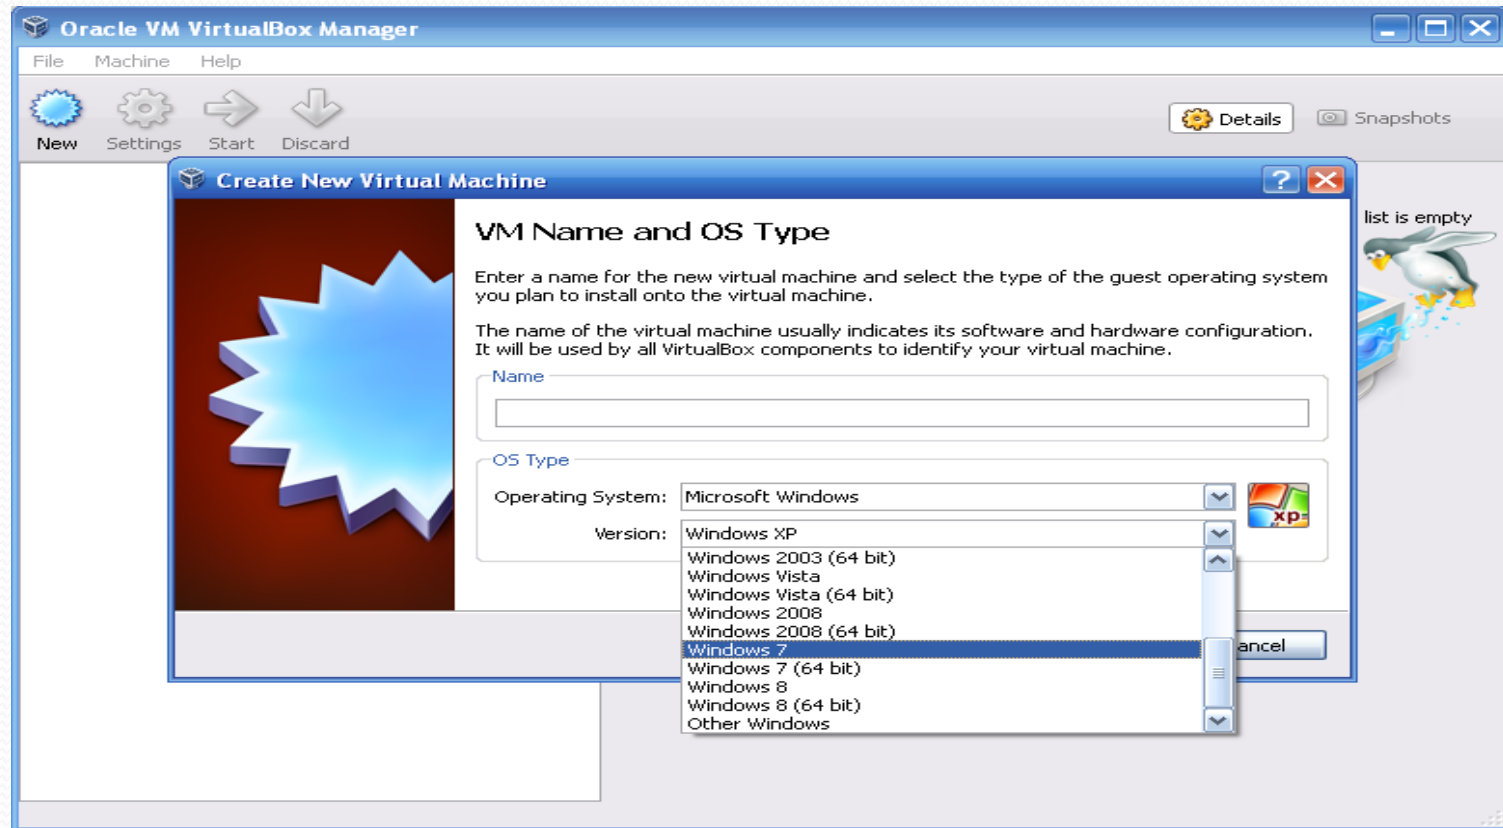 Oracle VM VirtualBox Manager
File Machine Help
New Settings Start Discard
Details Snapshots
Create New Virtual Machine
list is empty
VM Name and OS Type
Enter a name for the new virtual machine and select the type of the guest operating system
you plan to install onto the virtual machine.
The name of the virtual machine usually indicates its software and hardware configuration.
It will be used by all VirtualBox components to identify your virtual machine.
Name
OS Type
Operating System: Microsoft Windows
xp
Version: Windows XP
Windows 2003 (64 bit)
Windows Vista
Windows Vista (64 bit)
Windows 2008
Windows 2008 (64 bit)
Windows 7
Windows 7 (64 bit)
Windows 8
Windows 8 (64 bit)
Other Windows
ancel